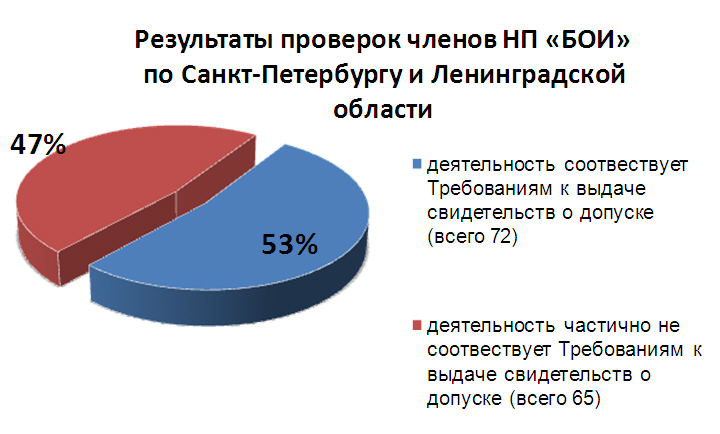 Результаты проверок членов НП «БОИ»
по Санкт-Петербургу и Ленинградской
области
47%
53%
деятельность соотвествует
Требованиям к выдаче
свидетельств о допуске
(всего 72)
деятельность частично не
соотвествует Требованиям к
выдаче свидетельств о
допуске (всего 65)